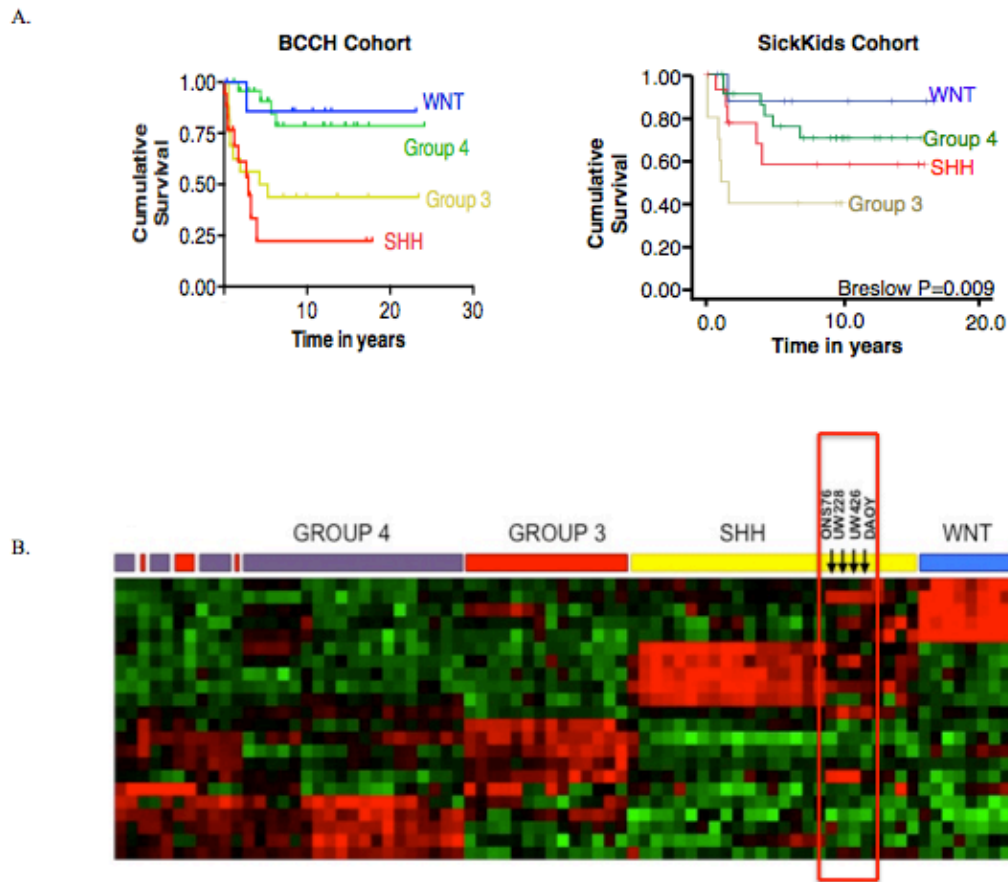 A.
BCCH Cohort
1.00
0.75
0.50
0.25
0.00
Cumulative
Survival
WNT
Group 4
Group 3
SHH
10
20
30
Time in years
SickKids Cohort
1.00
0.80
0.60
0.40
0.20
0.00
Cumulative
Survival
WNT
Group 4
SHH
Group 3
Breslow P=0.009
0.0
10.0
20.0
Time in years
B.
GROUP 4
GROUP 3
SHH
ONS76
UW228
UW426
DAOY
WNT